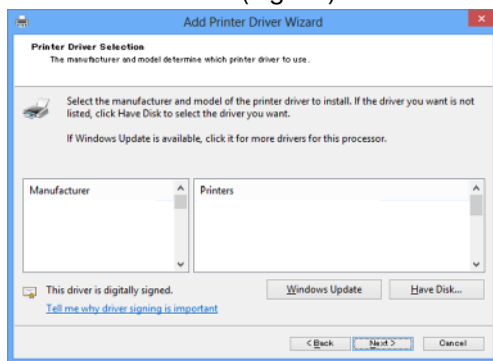 Add Printer Driver Wizard
Printer Driver Selection
The manufacturer and model determine which printer driver to use.
Select the manufacturer and model of the printer driver to install. If the driver you want is not
listed, click Have Disk to select the driver you want.
If Windows Update is available, click it for more drivers for this processor.
Manufacturer
Printers
This driver is digitally signed.
Tell me why driver signing is important
Windows Update
Have Disk...
< Back
Next >
Cancel